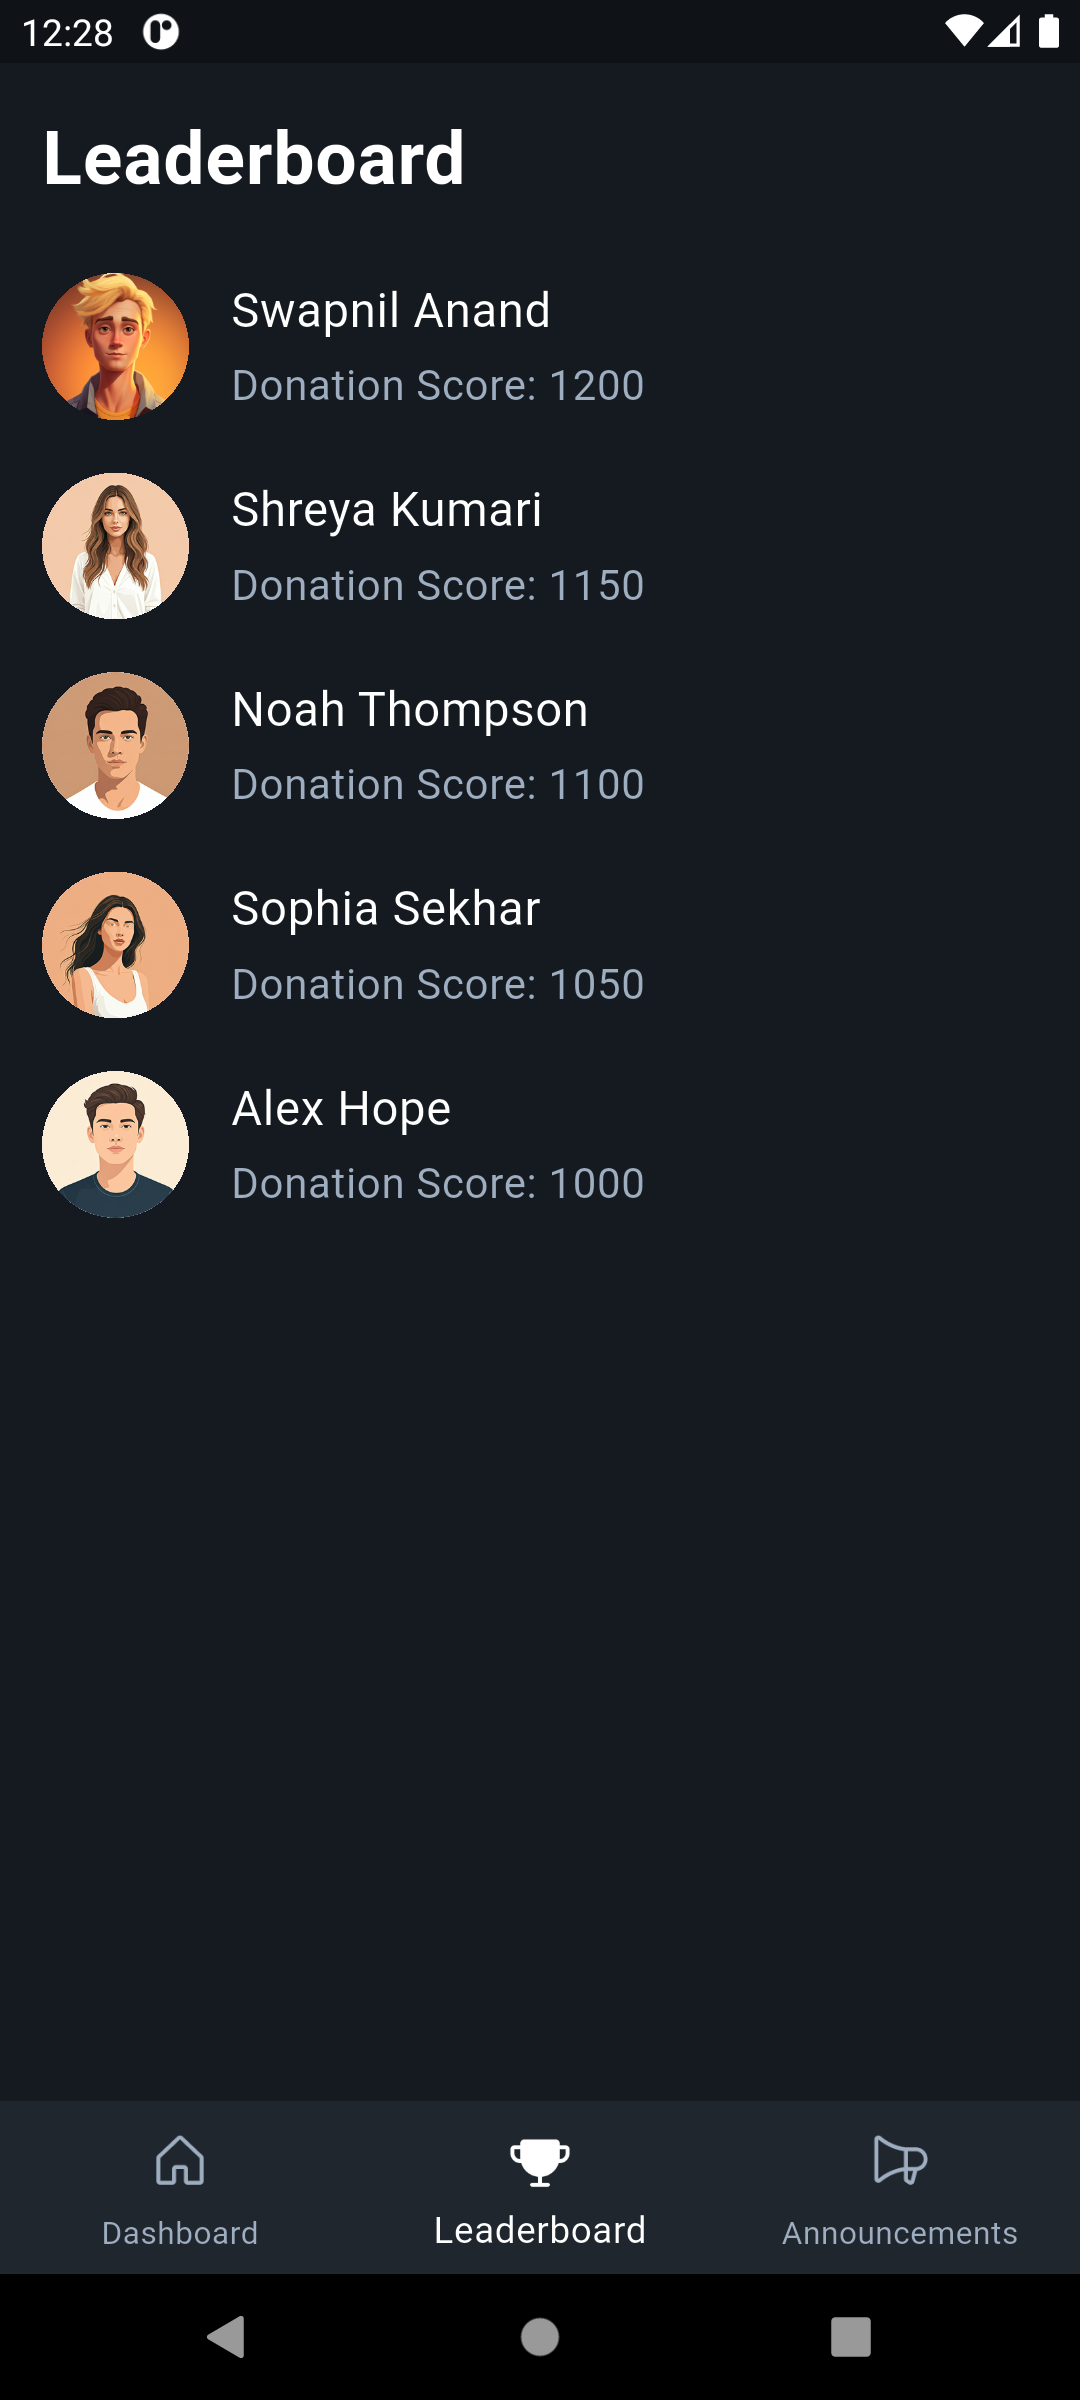 12:28
Leaderboard
Swapnil Anand
Donation Score: 1200
Shreya Kumari
Donation Score: 1150
Noah Thompson
Donation Score: 1100
Sophia Sekhar
Donation Score: 1050
Alex Hope
Donation Score: 1000
Dashboard
Leaderboard
Announcements